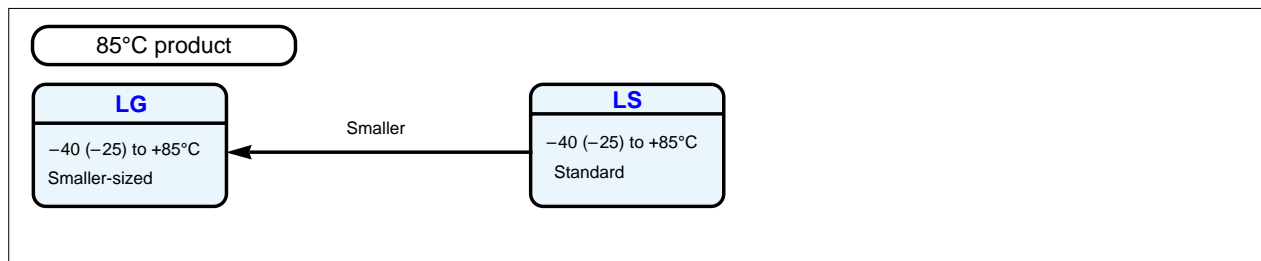 85°C product
LG
−40 (−25) to +85°C
Smaller-sized
Smaller
LS
−40 (−25) to +85°C
Standard